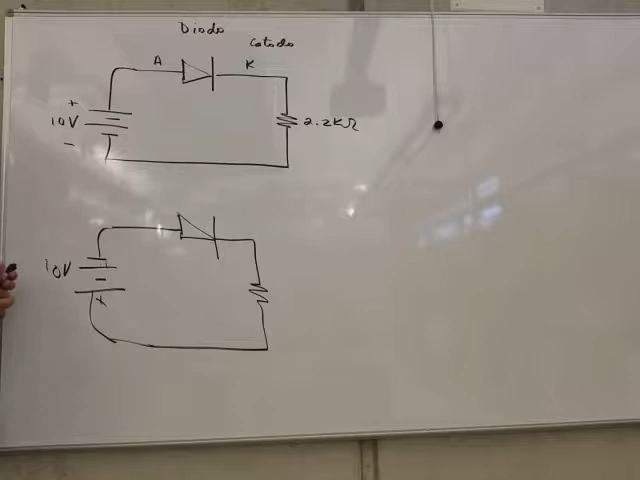 Diodo
Catodo
A
K
+
10V
-
2.2KΩ
10V
-
+